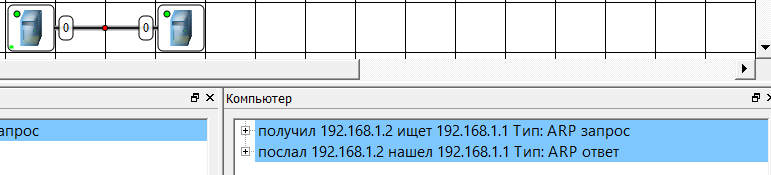 0 0
Компьютер
апрос
получил 192.168.1.2 ищет 192.168.1.1 Тип: ARP запрос
послал 192.168.1.2 нашел 192.168.1.1 Тип: ARP ответ